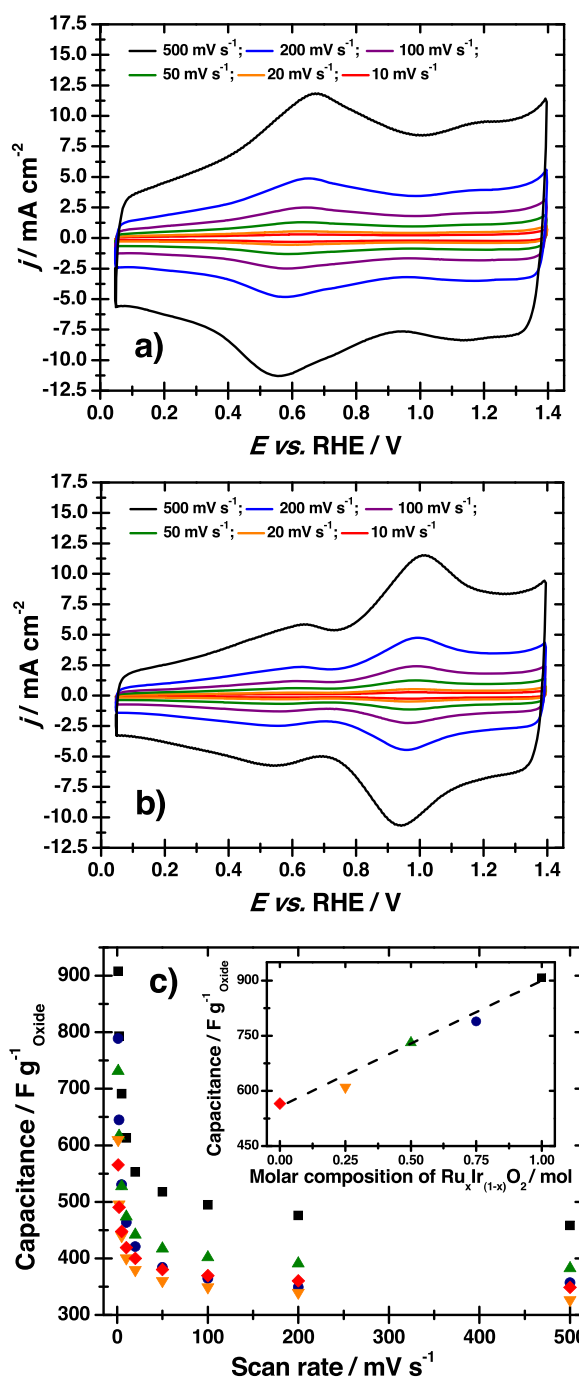 17.5
15.0
12.5
10.0
7.5
5.0
2.5
0.0
-2.5
-5.0
-7.5
-10.0
-12.5
j / mA cm⁻²
500 mV s⁻¹; 200 mV s⁻¹; 100 mV s⁻¹;
50 mV s⁻¹; 20 mV s⁻¹; 10 mV s⁻¹
a)
0.0 0.2 0.4 0.6 0.8 1.0 1.2 1.4
E vs. RHE / V
17.5
15.0
12.5
10.0
7.5
5.0
2.5
0.0
-2.5
-5.0
-7.5
-10.0
-12.5
j / mA cm⁻²
500 mV s⁻¹; 200 mV s⁻¹; 100 mV s⁻¹;
50 mV s⁻¹; 20 mV s⁻¹; 10 mV s⁻¹
b)
0.0 0.2 0.4 0.6 0.8 1.0 1.2 1.4
E vs. RHE / V
c)
900
800
700
600
500
400
300
Capacitance / F g⁻¹Oxide
900
750
600
450
Capacitance / F g⁻¹Oxide
0.00 0.25 0.50 0.75 1.00
Molar composition of RuₓIr₍₁₋ₓ₎O₂ / mol
0 100 200 300 400 500
Scan rate / mV s⁻¹